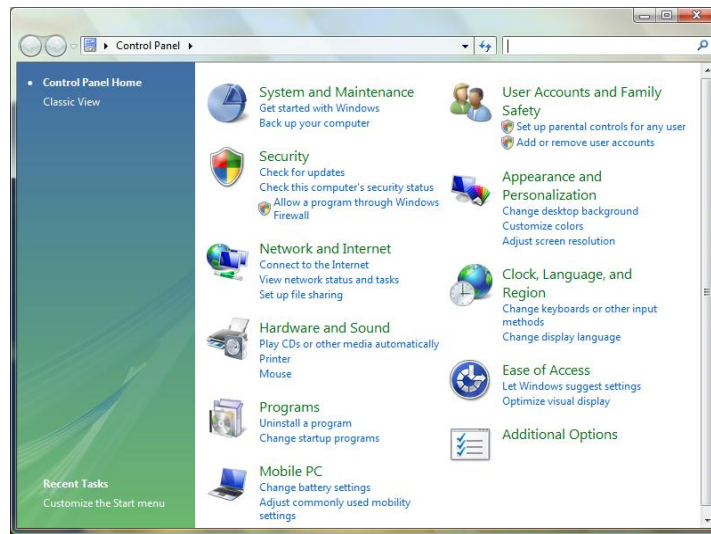 Control Panel
Control Panel Home
Classic View
System and Maintenance
Get started with Windows
Back up your computer
Security
Check for updates
Check this computer's security status
Allow a program through Windows
Firewall
Network and Internet
Connect to the Internet
View network status and tasks
Set up file sharing
Hardware and Sound
Play CDs or other media automatically
Printer
Mouse
Programs
Uninstall a program
Change startup programs
Mobile PC
Change battery settings
Adjust commonly used mobility
settings
User Accounts and Family
Safety
Set up parental controls for any user
Add or remove user accounts
Appearance and
Personalization
Change desktop background
Customize colors
Adjust screen resolution
Clock, Language, and
Region
Change keyboards or other input
methods
Change display language
Ease of Access
Let Windows suggest settings
Optimize visual display
Additional Options
Recent Tasks
Customize the Start menu